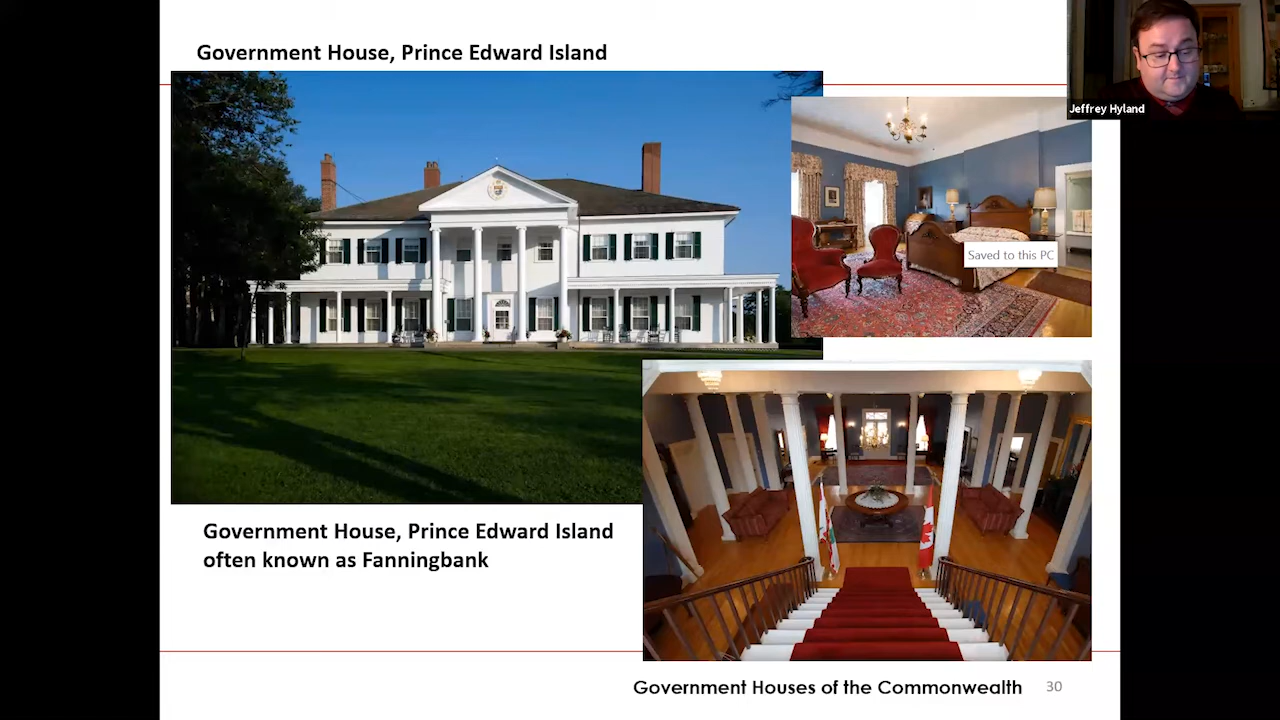 Government House, Prince Edward Island
Jeffrey Hyland
Saved to this PC
Government House, Prince Edward Island
often known as Fanningbank
Government Houses of the Commonwealth 30